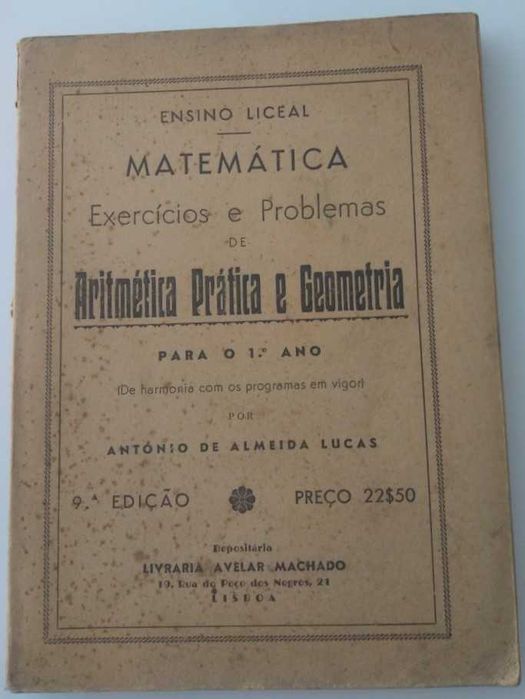 ENSINO LICEAL
MATEMÁTICA
Exercícios e Problemas
DE
Aritmética Prática e Geometria
PARA O 1.º ANO
(De harmonia com os programas em vigor)
POR
ANTÓNIO DE ALMEIDA LUCAS
9.ª EDIÇÃO PREÇO 22$50
Depositária
LIVRARIA AVELAR MACHADO
19, Rua do Poço dos Negros, 21
LISBOA